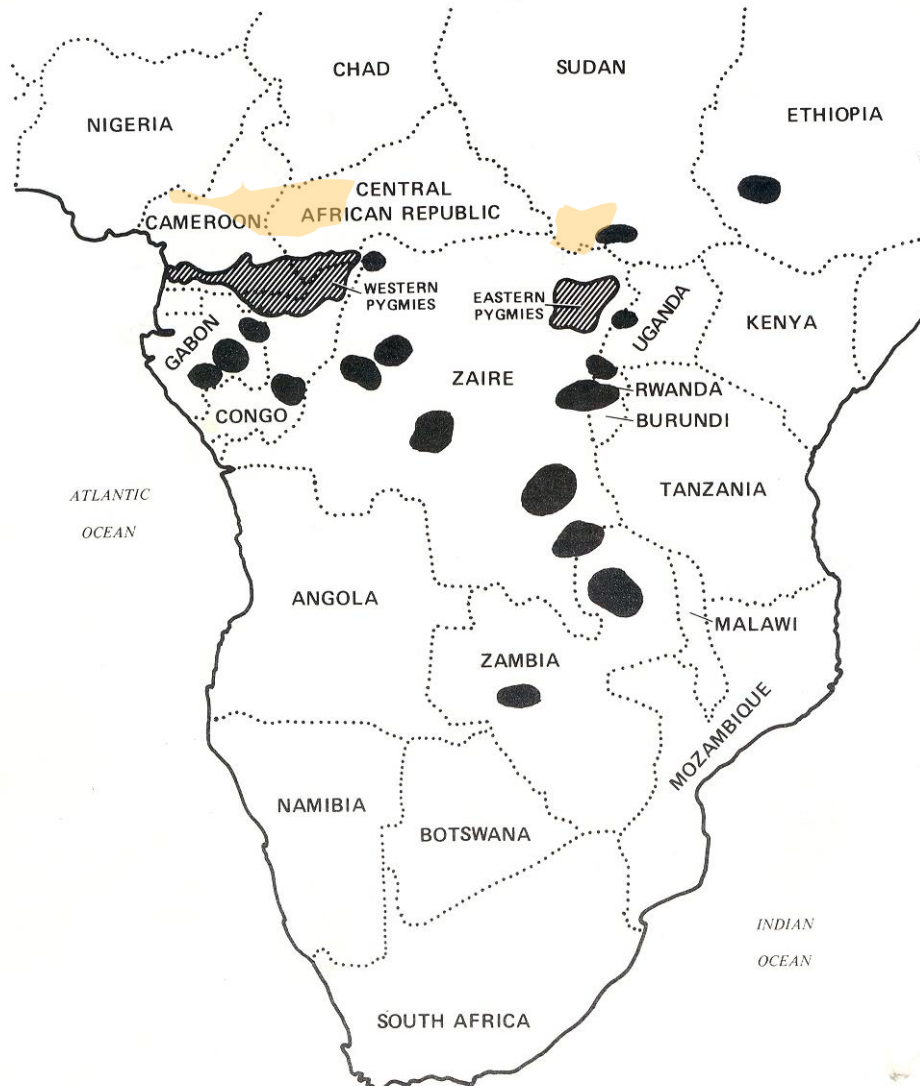 CHAD
SUDAN
NIGERIA
ETHIOPIA
CENTRAL
AFRICAN REPUBLIC
CAMEROON
WESTERN
PYGMIES
EASTERN
PYGMIES
UGANDA
KENYA
GABON
ZAIRE
RWANDA
CONGO
BURUNDI
TANZANIA
ATLANTIC
OCEAN
ANGOLA
MALAWI
ZAMBIA
MOZAMBIQUE
NAMIBIA
BOTSWANA
INDIAN
OCEAN
SOUTH AFRICA